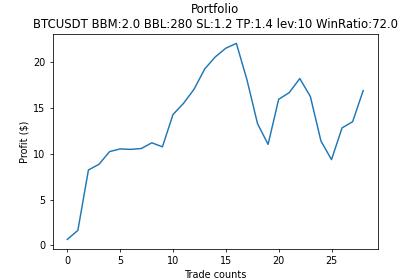 Portfolio
BTCUSDT BBM:2.0 BBL:280 SL:1.2 TP:1.4 lev:10 WinRatio:72.0
20
15
10
5
0
Profit ($)
0 5 10 15 20 25
Trade counts